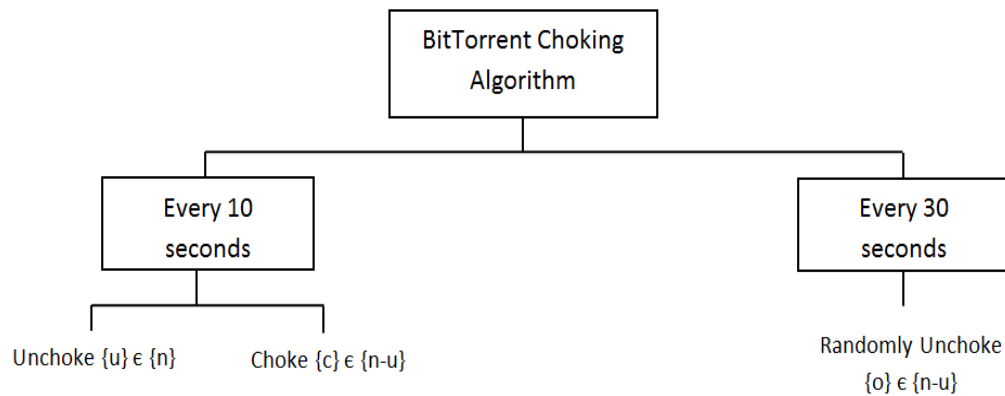 BitTorrent Choking
Algorithm
Every 10
seconds
Every 30
seconds
Unchoke {u} ϵ {n}
Choke {c} ϵ {n-u}
Randomly Unchoke
{o} ϵ {n-u}